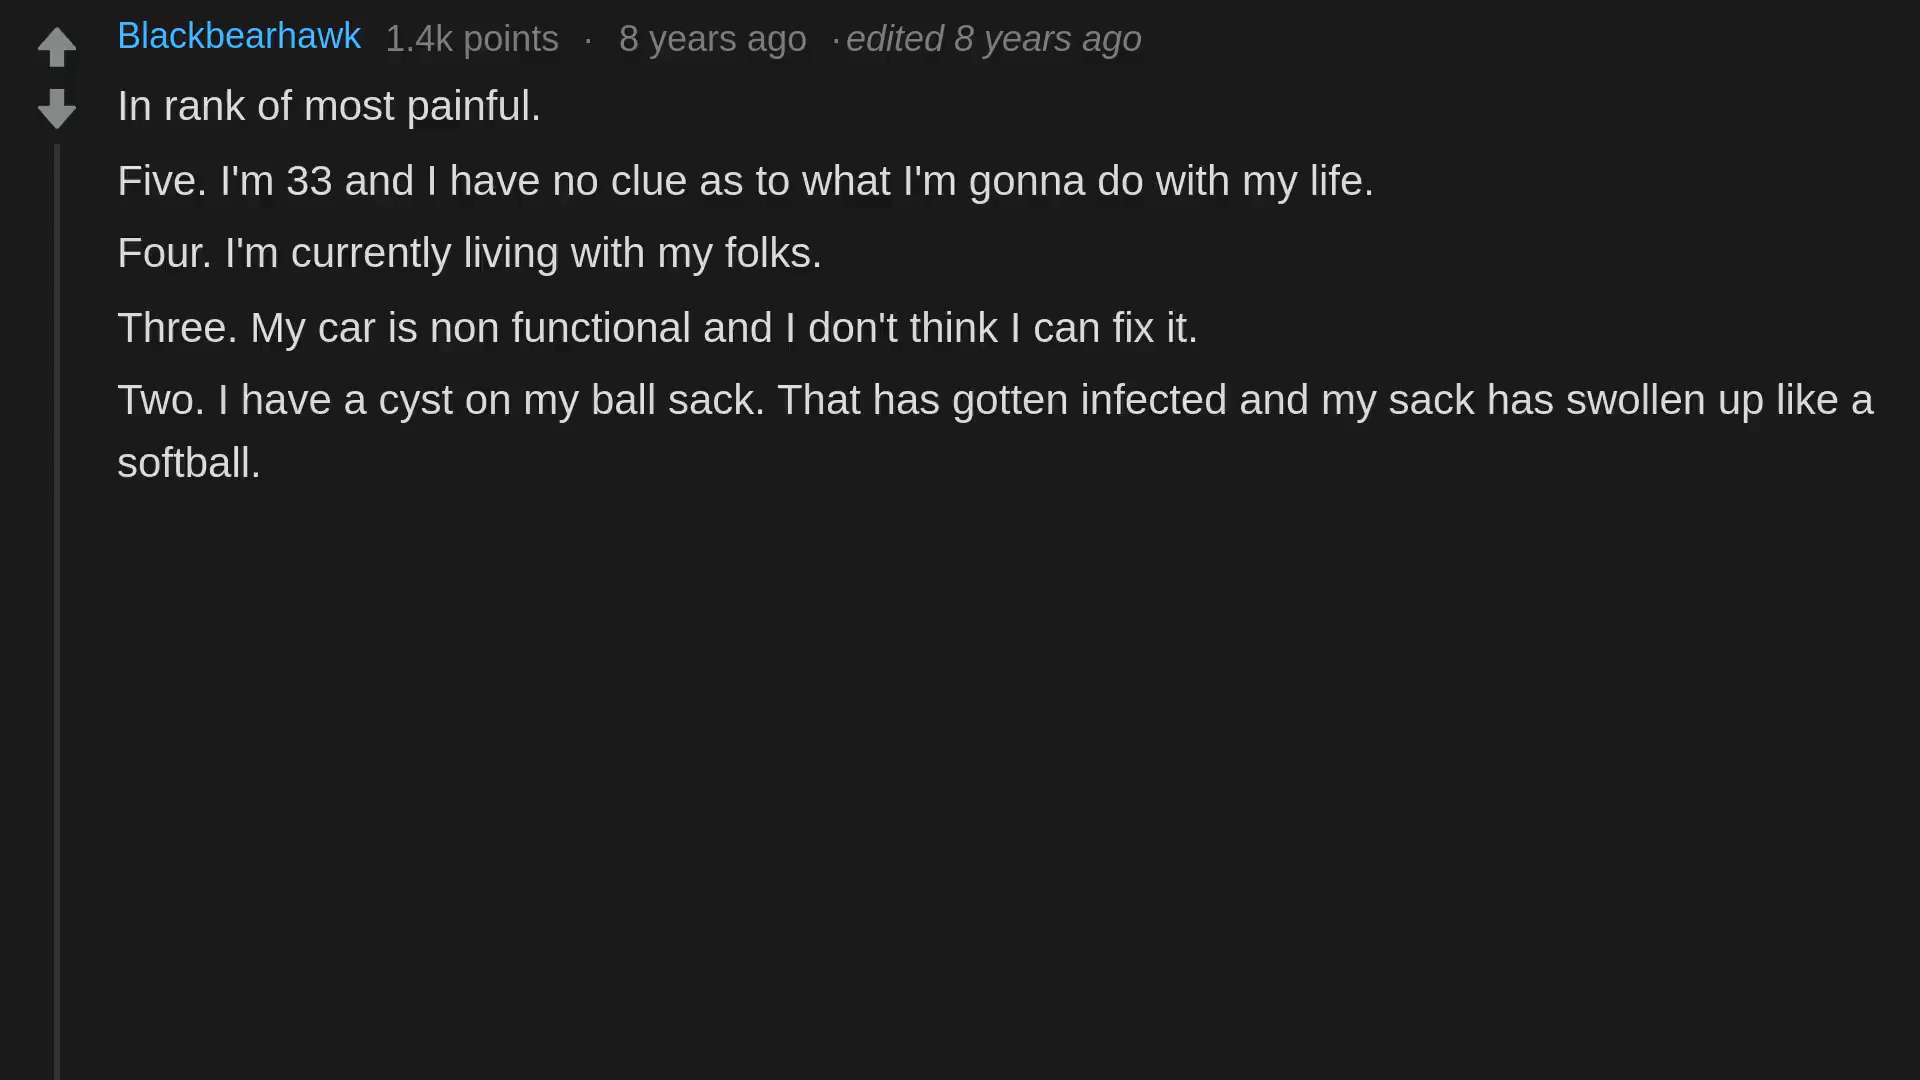 Blackbearhawk 1.4k points · 8 years ago · edited 8 years ago
In rank of most painful.
Five. I'm 33 and I have no clue as to what I'm gonna do with my life.
Four. I'm currently living with my folks.
Three. My car is non functional and I don't think I can fix it.
Two. I have a cyst on my ball sack. That has gotten infected and my sack has swollen up like a
softball.